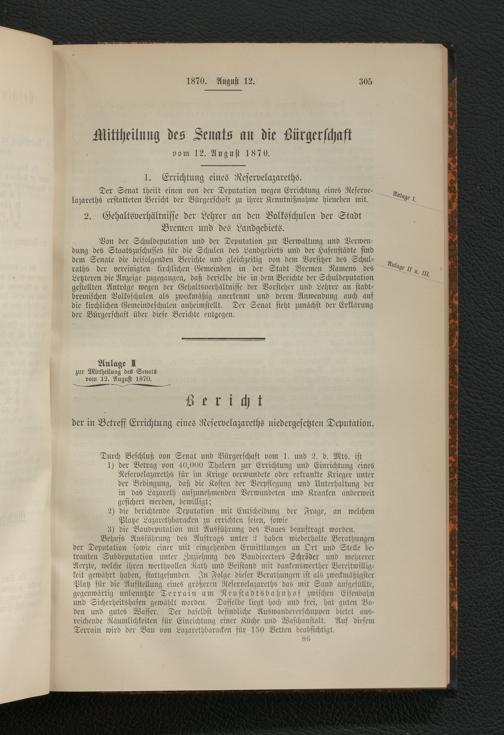 1870. August 12.
305
Mittheilung des Senats an die Bürgerschaft
vom 12. August 1870.
1. Errichtung eines Reservelazareths.
Der Senat theilt einen von der Deputation wegen Errichtung eines Reserve-
lazareths erstatteten Bericht der Bürgerschaft zu ihrer Kenntnißnahme hieneben mit.
Anlage I.
2. Gehaltsverhältnisse der Lehrer an den Volksschulen der Stadt
Bremen und des Landgebiets.
Von der Schuldeputation und der Deputation zur Verwaltung und Verwen-
dung des Staatszuschusses für die Schulen des Landgebiets und der Hafenstädte sind
dem Senate die beifolgenden Berichte und gleichzeitig von dem Vorsitzer des Schul-
raths der vereinigten kirchlichen Gemeinden in der Stadt Bremen Namens des
Letzteren die Anzeige zugegangen, daß derselbe die in dem Berichte der Schuldeputation
gestellten Anträge wegen der Gehaltsverhältnisse der Vorsteher und Lehrer an stadt-
bremischen Volksschulen als zweckmäßig anerkennt und deren Anwendung auch auf
die kirchlichen Gemeindeschulen anheimstellt. Der Senat sieht zunächst der Erklärung
der Bürgerschaft über diese Berichte entgegen.
Anlage II u. III.
Anlage I
zur Mittheilung des Senats
vom 12. August 1870.
Bericht
der in Betreff Errichtung eines Reservelazareths niedergesetzten Deputation.
Durch Beschluß von Senat und Bürgerschaft vom 1. und 2. d. Mts. ist
1) der Betrag von 40,000 Thalern zur Errichtung und Einrichtung eines
Reservelazareths für im Kriege verwundete oder erkrankte Krieger unter
der Bedingung, daß die Kosten der Verpflegung und Unterhaltung der
in das Lazareth aufzunehmenden Verwundeten und Kranken anderweit
gesichert werden, bewilligt;
2) die berichtende Deputation mit Entscheidung der Frage, an welchem
Platze Lazarethbaracken zu errichten seien, sowie
3) die Baudeputation mit Ausführung des Baues beauftragt worden.
Behufs Ausführung des Auftrags unter 2 haben wiederholte Berathungen
der Deputation sowie einer mit eingehenden Ermittlungen an Ort und Stelle be-
trauten Subdeputation unter Zuziehung des Baudirectors Schröder und mehrerer
Aerzte, welche ihren werthvollen Rath und Beistand mit dankenswerther Bereitwillig-
keit gewährt haben, stattgefunden. In Folge dieser Berathungen ist als zweckmäßigster
Platz für die Aufstellung eines größeren Reservelazareths das mit Sand aufgefüllte,
gegenwärtig unbenutzte Terrain am Neustadtsbahnhof zwischen Eisenbahn
und Sicherheitshafen gewählt worden. Dasselbe liegt hoch und frei, hat guten Bo-
den und gutes Wasser. Der daselbst befindliche Auswandererschuppen bietet aus-
reichende Räumlichkeiten für Einrichtung einer Küche und Waschanstalt. Auf diesem
Terrain wird der Bau von Lazarethbaracken für 150 Betten beabsichtigt.
96